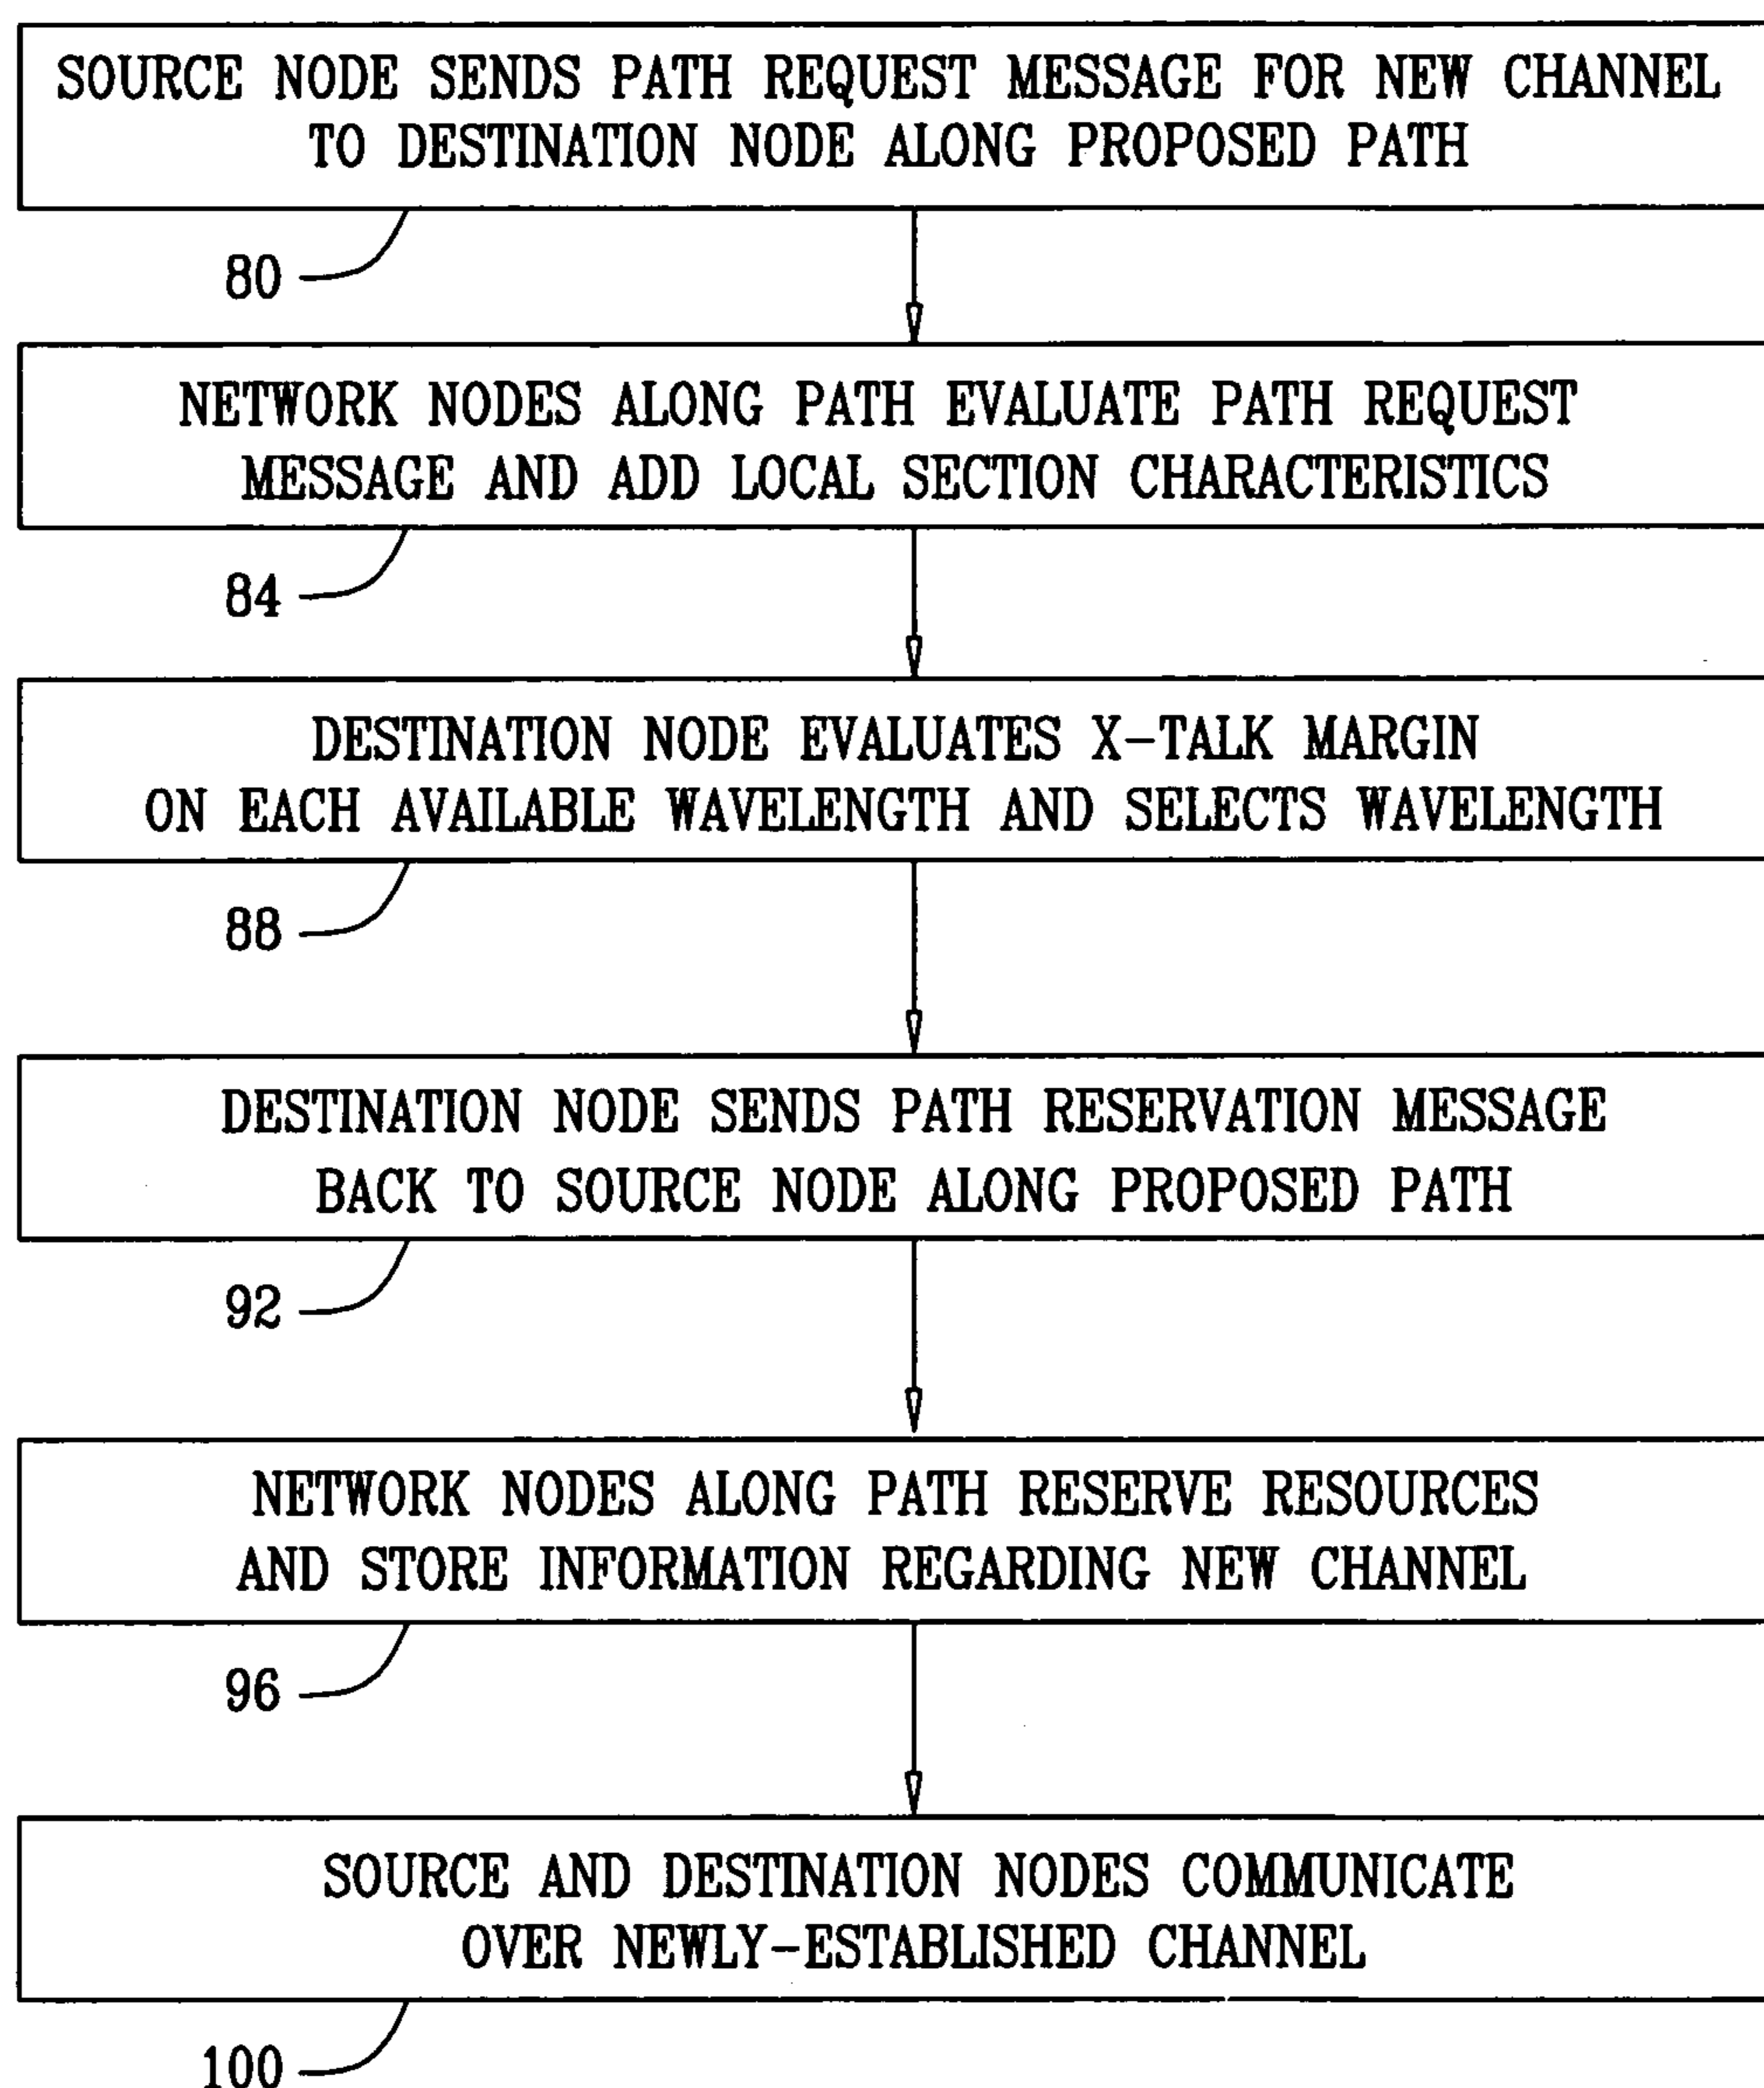 SOURCE NODE SENDS PATH REQUEST MESSAGE FOR NEW CHANNEL
TO DESTINATION NODE ALONG PROPOSED PATH
80
NETWORK NODES ALONG PATH EVALUATE PATH REQUEST
MESSAGE AND ADD LOCAL SECTION CHARACTERISTICS
84
DESTINATION NODE EVALUATES X-TALK MARGIN
ON EACH AVAILABLE WAVELENGTH AND SELECTS WAVELENGTH
88
DESTINATION NODE SENDS PATH RESERVATION MESSAGE
BACK TO SOURCE NODE ALONG PROPOSED PATH
92
NETWORK NODES ALONG PATH RESERVE RESOURCES
AND STORE INFORMATION REGARDING NEW CHANNEL
96
SOURCE AND DESTINATION NODES COMMUNICATE
OVER NEWLY-ESTABLISHED CHANNEL
100